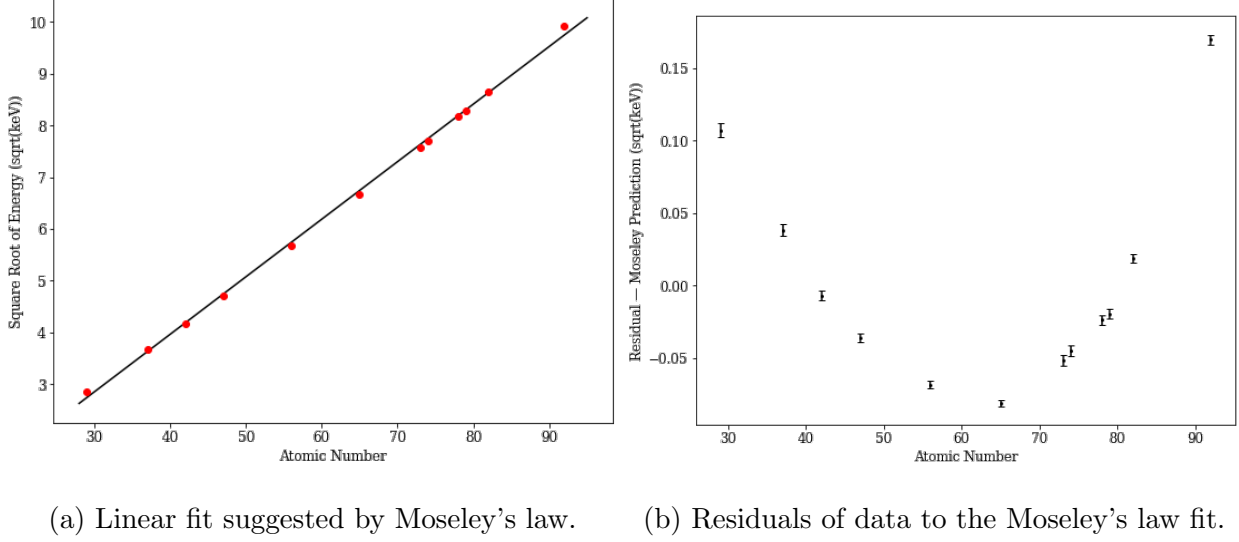 Square Root of Energy (sqrt(keV))
10
9
8
7
6
5
4
3
30 40 50 60 70 80 90
Atomic Number
Residual — Moseley Prediction (sqrt(keV))
0.15
0.10
0.05
0.00
−0.05
30 40 50 60 70 80 90
Atomic Number
(a) Linear fit suggested by Moseley's law.
(b) Residuals of data to the Moseley's law fit.